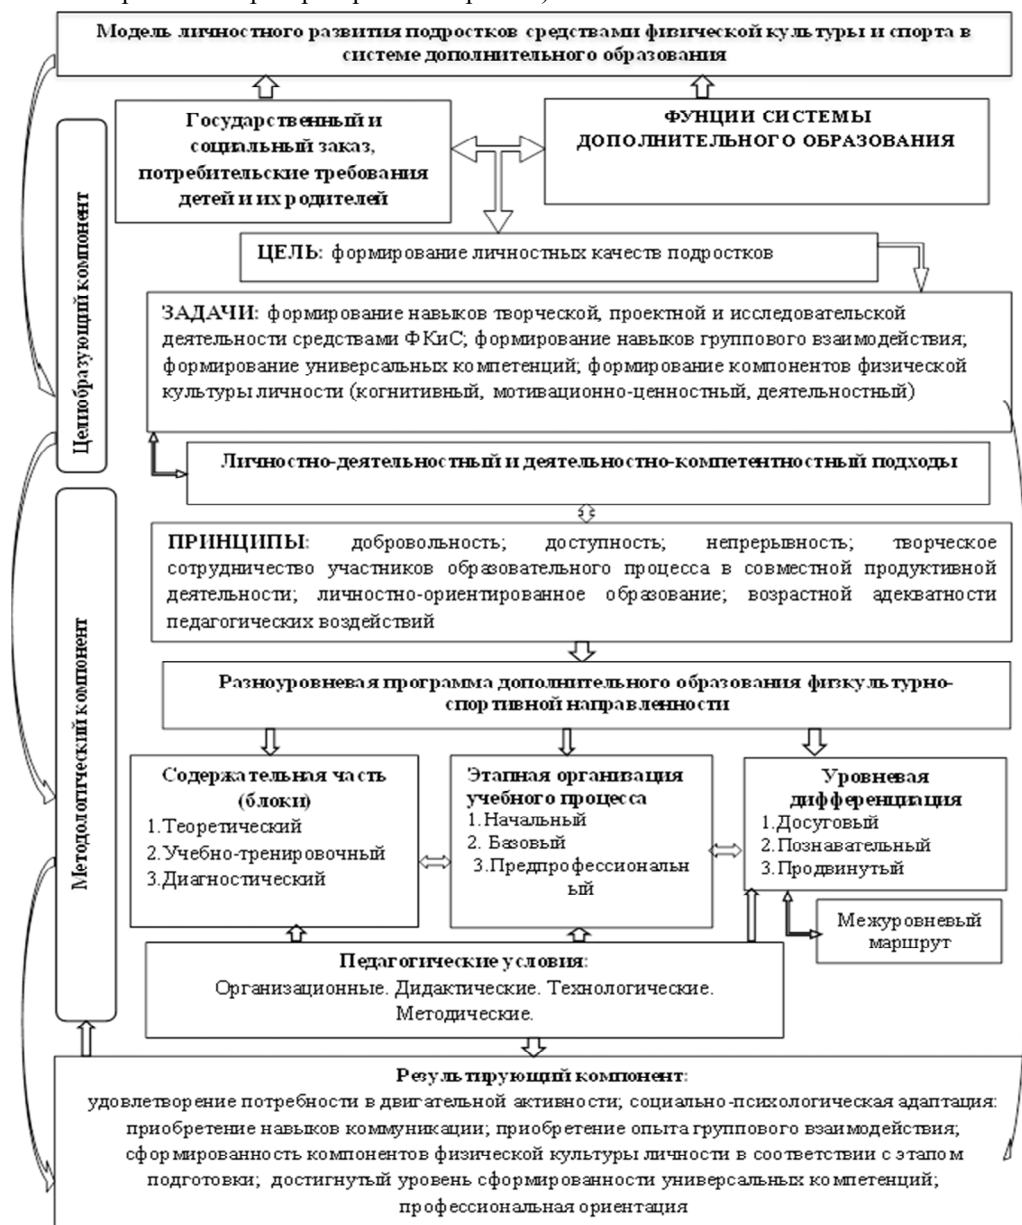 Модель личностного развития подростков средствами физической культуры и спорта в
системе дополнительного образования
Государственный и
социальный заказ,
потребительские требования
детей и их родителей
ФУНЦИИ СИСТЕМЫ
ДОПОЛНИТЕЛЬНОГО ОБРАЗОВАНИЯ
Целиобразующий компонент
ЦЕЛЬ: формирование личностных качеств подростков
ЗАДАЧИ: формирование навыков творческой, проектной и исследовательской
деятельности средствами ФКиС; формирование навыков группового взаимодействия;
формирование универсальных компетенций; формирование компонентов физической
культуры личности (когнитивный, мотивационно-ценностный, деятельностный)
Личностно-деятельностный и деятельностно-компетентностный подходы
Методологический компонент
ПРИНЦИПЫ: добровольность; доступность; непрерывность; творческое
сотрудничество участников образовательного процесса в совместной продуктивной
деятельности; личностно-ориентированное образование; возрастной адекватности
педагогических воздействий
Разноуровневая программа дополнительного образования физкультурно-
спортивной направленности
Содержательная часть
(блоки)
1.Теоретический
2.Учебно-тренировочный
3.Диагностический
Этапная организация
учебного процесса
1.Начальный
2. Базовый
3.Предпрофессиональн
ый
Уровневая
дифференциация
1.Досуговый
2.Познавательный
3.Продвинутый
Межуровневый
маршрут
Педагогические условия:
Организационные. Дидактические. Технологические.
Методические.
Результирующий компонент:
удовлетворение потребности в двигательной активности; социально-психологическая адаптация:
приобретение навыков коммуникации; приобретение опыта группового взаимодействия;
сформированность компонентов физической культуры личности в соответствии с этапом
подготовки; достигнутый уровень сформированности универсальных компетенций;
профессиональная ориентация